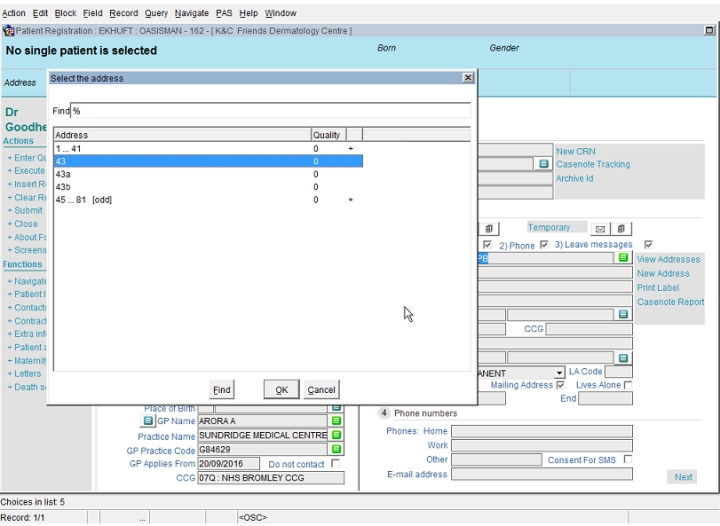 Action Edit Block Field Record Query Navigate PAS Help Window
Patient Registration : EKHUFT : OASISMAN - 162 - [ K&C Friends Dermatology Centre ]
No single patient is selected Born Gender
Address
Select the address
Find %
Address Quality
1 ... 41 0 +
43 0
43a 0
43b 0
45 ... 81 [odd] 0 +
Find OK Cancel
Dr
Goodhe
Actions
+ Enter Qu
+ Execute
+ Insert R
+ Clear Re
+ Submit
+ Close
+ About Fo
+ Screens
Functions
+ Navigate
+ Patient I
+ Contacts
+ Contract
+ Extra inf
+ Patient a
+ Maternit
+ Letters
+ Death s
New CRN
Casenote Tracking
Archive Id
Temporary
2) Phone 3) Leave messages
PB View Addresses
New Address
Print Label
Casenote Report
CCG
ANENT LA Code
Mailing Address Lives Alone
End
Place of Birth
GP Name ARORA A
Practice Name SUNDRIDGE MEDICAL CENTRE
GP Practice Code G84629
GP Applies From 20/09/2016 Do not contact
CCG 07Q : NHS BROMLEY CCG
4 Phone numbers
Phones: Home
Work
Other Consent For SMS
E-mail address
Next
Choices in list: 5
Record: 1/1 ... <OSC>